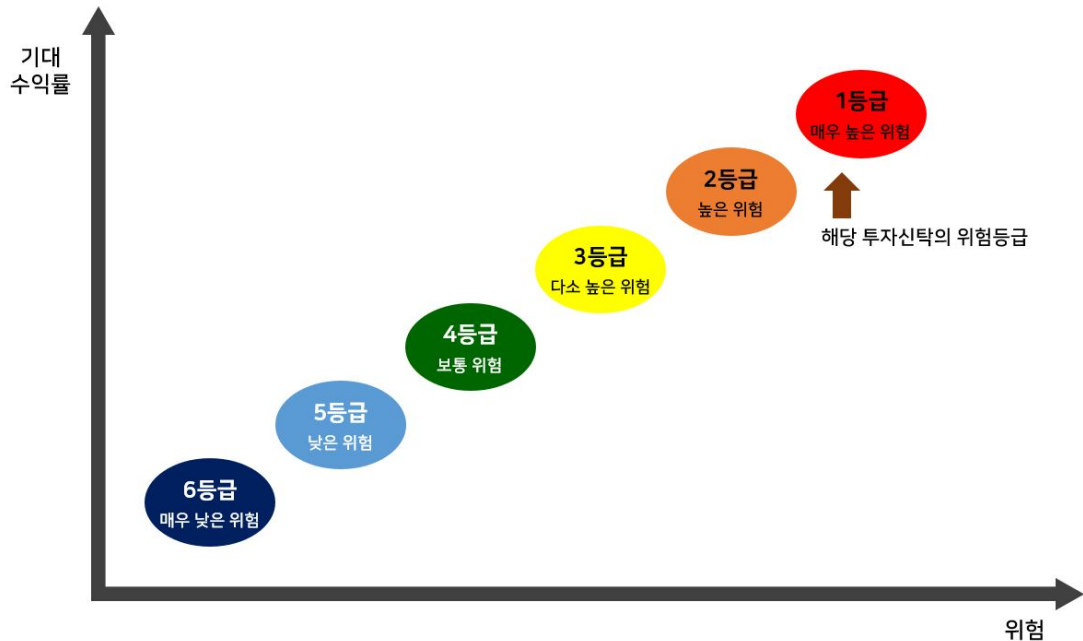 기대
수익률
1등급
매우 높은 위험
2등급
높은 위험
해당 투자신탁의 위험등급
3등급
다소 높은 위험
4등급
보통 위험
5등급
낮은 위험
6등급
매우 낮은 위험
위험